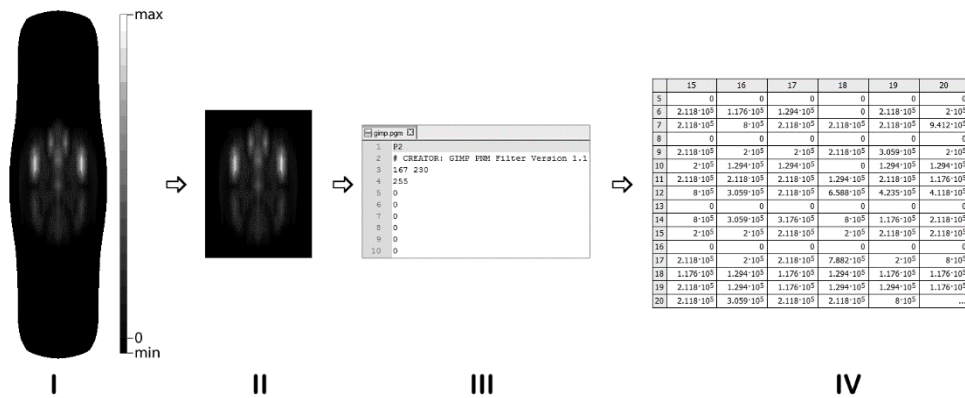 max
0
min
gimp.pgm
1 P2
2 # CREATOR: GIMP PNM Filter Version 1.1
3 167 230
4 255
5 0
6 0
7 0
8 0
9 0
10 0
15 16 17 18 19 20
5 0 0 0 0 0 0
6 2.118·10⁵ 1.176·10⁵ 1.294·10⁵ 0 2.118·10⁵ 2·10⁵
7 2.118·10⁵ 8·10⁵ 2.118·10⁵ 2.118·10⁵ 2.118·10⁵ 9.412·10⁵
8 0 0 0 0 0 0
9 2.118·10⁵ 2·10⁵ 2·10⁵ 2.118·10⁵ 3.059·10⁵ 2·10⁵
10 2·10⁵ 1.294·10⁵ 1.294·10⁵ 0 1.294·10⁵ 1.294·10⁵
11 2.118·10⁵ 2.118·10⁵ 2.118·10⁵ 1.294·10⁵ 2.118·10⁵ 1.176·10⁵
12 8·10⁵ 3.059·10⁵ 2.118·10⁵ 6.588·10⁵ 4.235·10⁵ 4.118·10⁵
13 0 0 0 0 0 0
14 8·10⁵ 3.059·10⁵ 3.176·10⁵ 8·10⁵ 1.176·10⁵ 2.118·10⁵
15 2·10⁵ 2·10⁵ 2.118·10⁵ 2·10⁵ 2.118·10⁵ 2.118·10⁵
16 0 0 0 0 0 0
17 2.118·10⁵ 2·10⁵ 2.118·10⁵ 7.882·10⁵ 2·10⁵ 8·10⁵
18 1.176·10⁵ 1.294·10⁵ 1.176·10⁵ 1.294·10⁵ 1.176·10⁵ 1.176·10⁵
19 2.118·10⁵ 1.294·10⁵ 1.176·10⁵ 1.294·10⁵ 1.294·10⁵ 1.176·10⁵
20 2.118·10⁵ 3.059·10⁵ 2.118·10⁵ 2.118·10⁵ 8·10⁵ ...
I II III IV